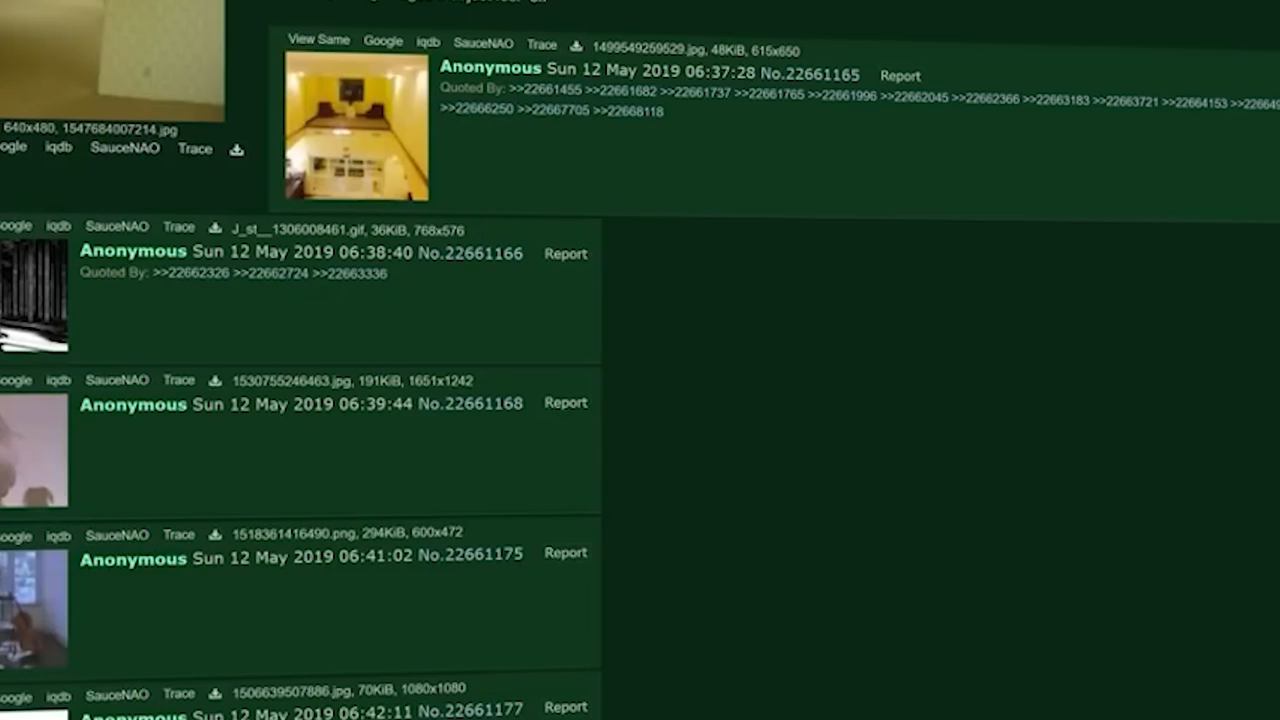 View Same Google iqdb SauceNAO Trace 1499549259529.jpg, 48KiB, 615x650
Anonymous Sun 12 May 2019 06:37:28 No.22661165 Report
Quoted By: >>22661455 >>22661682 >>22661737 >>22661765 >>22661996 >>22662045 >>22662366 >>22663183 >>22663721 >>22664153 >>226649
>>22666250 >>22667705 >>22668118
640x480, 1547684007214.jpg
ogle iqdb SauceNAO Trace
oogle iqdb SauceNAO Trace J_st__1306008461.gif, 36KiB, 768x576
Anonymous Sun 12 May 2019 06:38:40 No.22661166 Report
Quoted By: >>22662326 >>22662724 >>22663336
oogle iqdb SauceNAO Trace 1530755246463.jpg, 191KiB, 1651x1242
Anonymous Sun 12 May 2019 06:39:44 No.22661168 Report
oogle iqdb SauceNAO Trace 1518361416490.png, 294KiB, 600x472
Anonymous Sun 12 May 2019 06:41:02 No.22661175 Report
oogle iqdb SauceNAO Trace 1506639507886.jpg, 70KiB, 1080x1080
Anonymous Sun 12 May 2019 06:42:11 No.22661177 Report